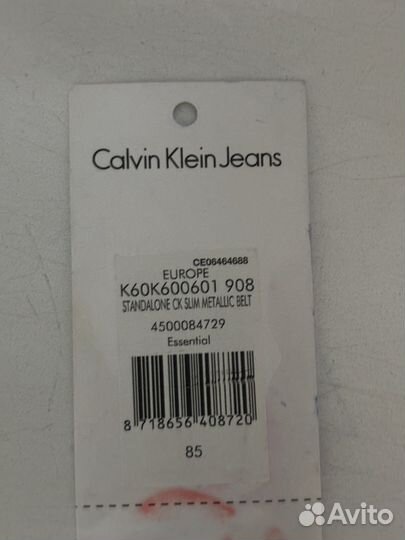 Calvin Klein Jeans
CE06464688
EUROPE
K60K600601 908
STANDALONE CK SLIM METALLIC BELT
4500084729
Essential
8 718656 408720
85
Avito